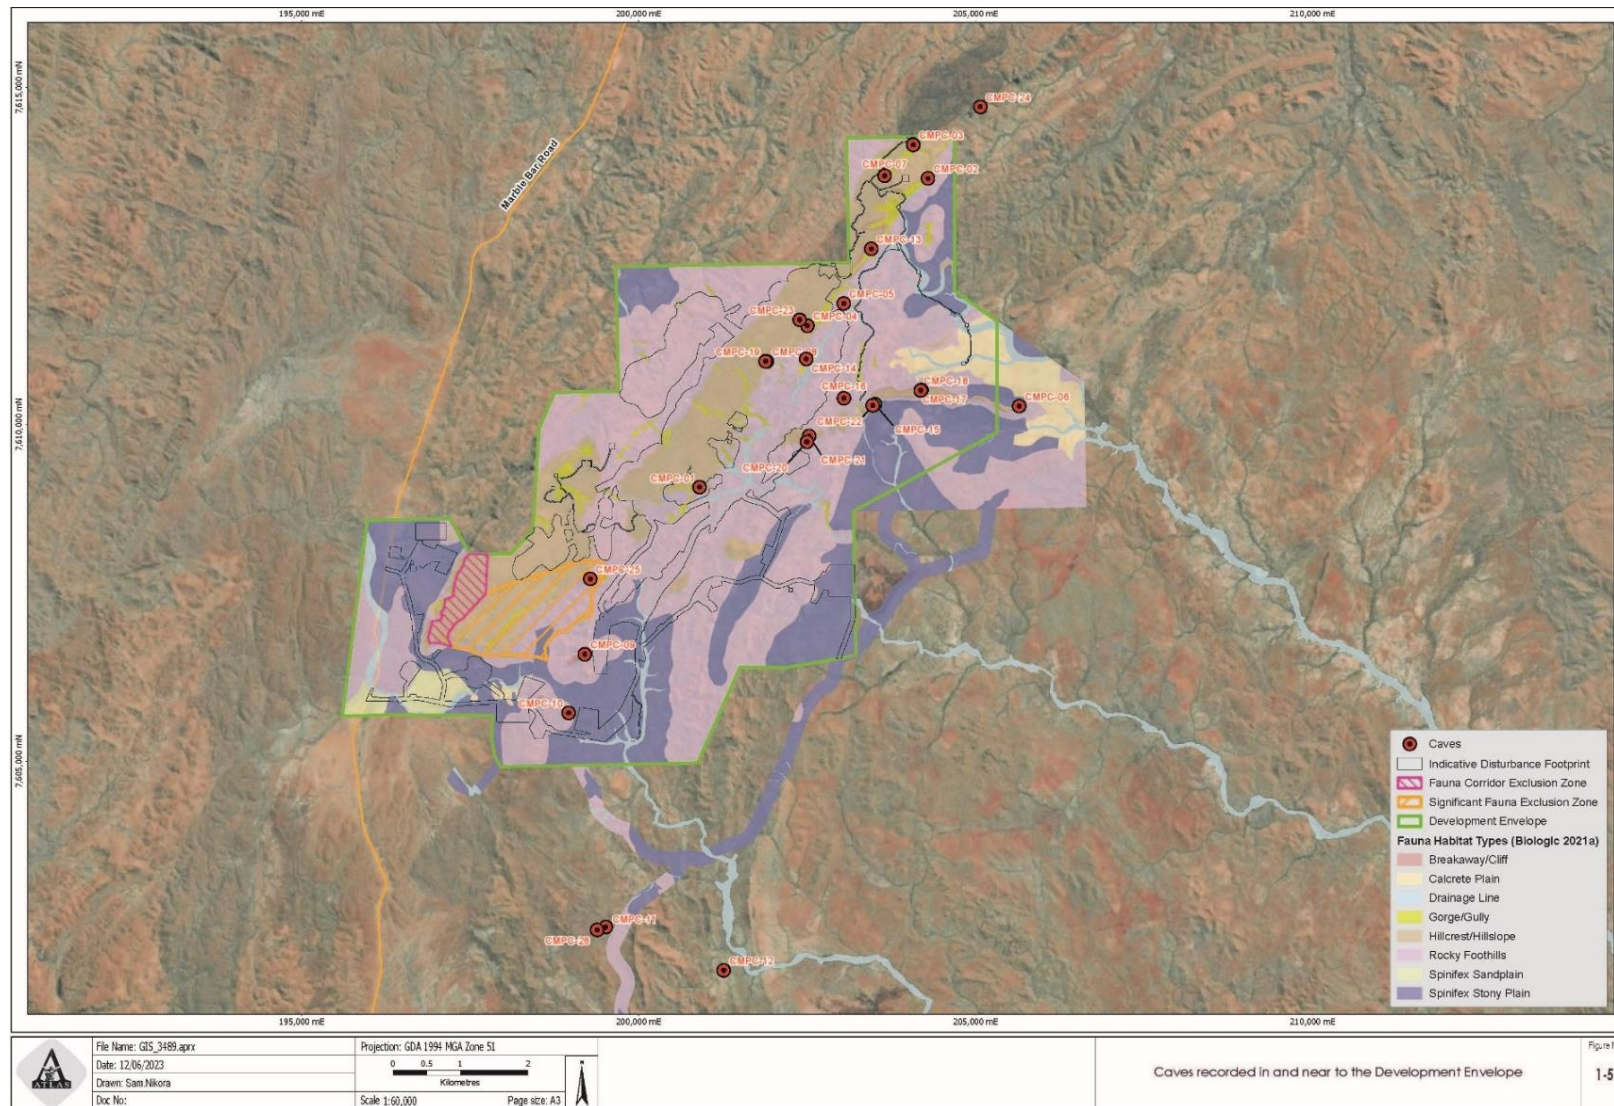 195,000 mE
200,000 mE
205,000 mE
210,000 mE
7,615,000 mN
7,610,000 mN
7,605,000 mN
Marble Bar Road
CMPC-24
CMPC-03
CMPC-07
CMPC-02
CMPC-13
CMPC-05
CMPC-23
CMPC-04
CMPC-14
CMPC-16
CMPC-18
CMPC-17
CMPC-06
CMPC-22
CMPC-15
CMPC-20
CMPC-21
CMPC-01
CMPC-25
CMPC-09
CMPC-10
CMPC-11
CMPC-12
Caves
Indicative Disturbance Footprint
Fauna Corridor Exclusion Zone
Significant Fauna Exclusion Zone
Development Envelope
Fauna Habitat Types (Biologic 2021a)
Breakaway/Cliff
Calcrete Plain
Drainage Line
Gorge/Gully
Hillcrest/Hillslope
Rocky Foothills
Spinifex Sandplain
Spinifex Stony Plain
195,000 mE
200,000 mE
205,000 mE
210,000 mE
ATLAS
File Name: GIS_3489.aprx
Date: 12/06/2023
Drawn: Sam.Nikora
Doc No:
Projection: GDA 1994 MGA Zone 51
0 0.5 1 2
Kilometres
Scale 1:60,000
Page size: A3
N
Caves recorded in and near to the Development Envelope
1-5